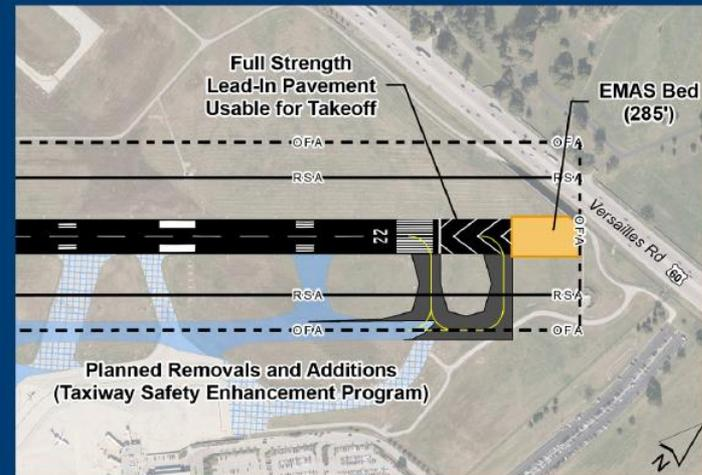 Full Strength
Lead-In Pavement
Usable for Takeoff
EMAS Bed
(285')
OFA
OFA
RSA
RSA
OFA
Versailles Rd
60
22
RSA
RSA
OFA
OFA
Planned Removals and Additions
(Taxiway Safety Enhancement Program)
N